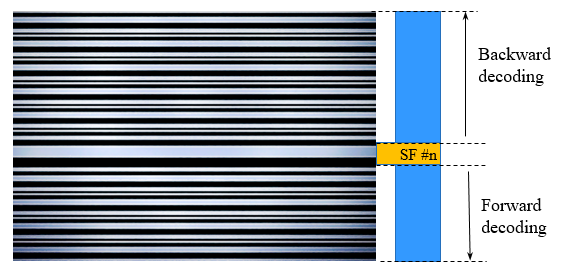 Backward
decoding
SF #n
Forward
decoding